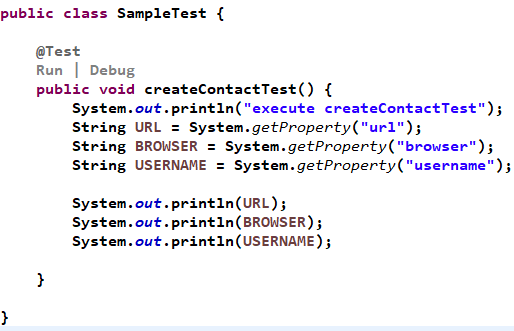 public class SampleTest {
@Test
Run | Debug
public void createContactTest() {
System.out.println("execute createContactTest");
String URL = System.getProperty("url");
String BROWSER = System.getProperty("browser");
String USERNAME = System.getProperty("username");
System.out.println(URL);
System.out.println(BROWSER);
System.out.println(USERNAME);
}
}